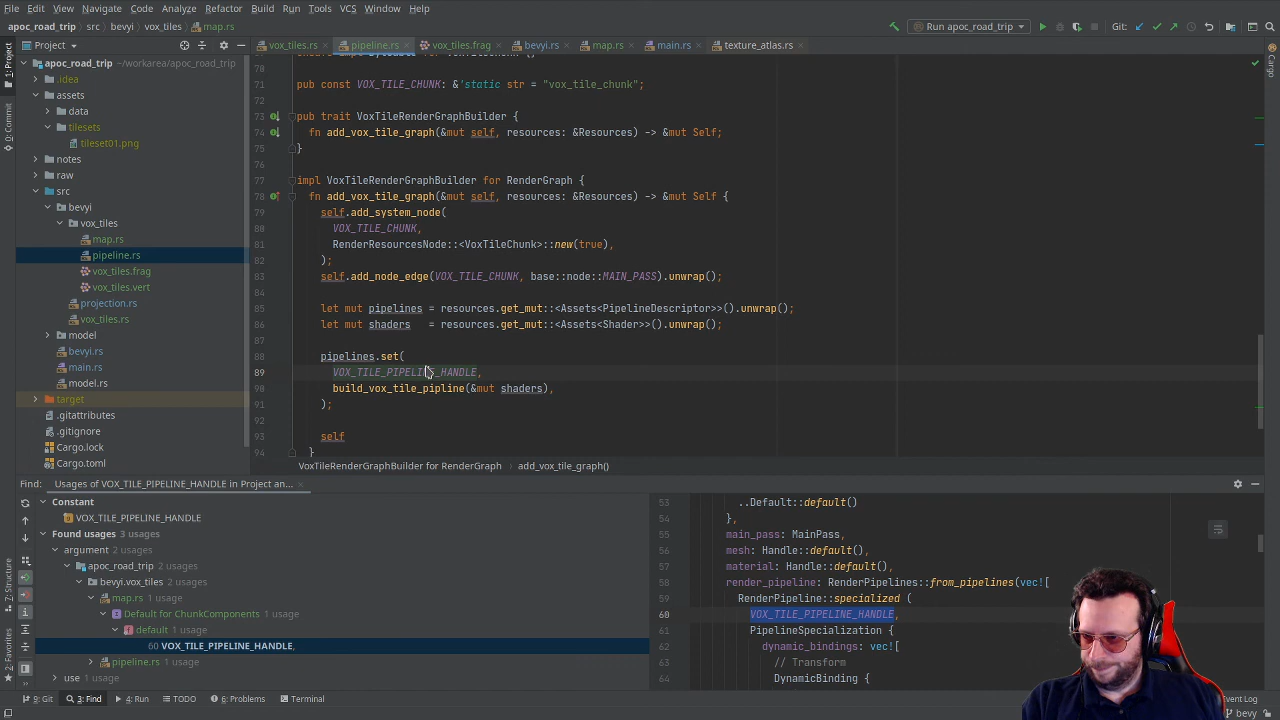 File Edit View Navigate Code Analyze Refactor Build Run Tools VCS Window Help
apoc_road_trip src bevyi vox_tiles map.rs Run apoc_road_trip Git:
Project vox_tiles.rs pipeline.rs vox_tiles.frag bevyi.rs map.rs main.rs texture_atlas.rs
1: Project
0: Commit
7: Structure
2: Favorites
Cargo
apoc_road_trip ~/workarea/apoc_road_trip
.idea
assets
data
tilesets
tileset01.png
notes
raw
src
bevyi
vox_tiles
map.rs
pipeline.rs
vox_tiles.frag
vox_tiles.vert
projection.rs
vox_tiles.rs
model
bevyi.rs
main.rs
model.rs
target
.gitattributes
.gitignore
Cargo.lock
Cargo.toml
70
71 pub const VOX_TILE_CHUNK: &'static str = "vox_tile_chunk";
72
73 pub trait VoxTileRenderGraphBuilder {
74 fn add_vox_tile_graph(&mut self, resources: &Resources) -> &mut Self;
75 }
76
77 impl VoxTileRenderGraphBuilder for RenderGraph {
78 fn add_vox_tile_graph(&mut self, resources: &Resources) -> &mut Self {
79 self.add_system_node(
80 VOX_TILE_CHUNK,
81 RenderResourcesNode::<VoxTileChunk>::new(true),
82 );
83 self.add_node_edge(VOX_TILE_CHUNK, base::node::MAIN_PASS).unwrap();
84
85 let mut pipelines = resources.get_mut::<Assets<PipelineDescriptor>>().unwrap();
86 let mut shaders = resources.get_mut::<Assets<Shader>>().unwrap();
87
88 pipelines.set(
89 VOX_TILE_PIPELINE_HANDLE,
90 build_vox_tile_pipline(&mut shaders),
91 );
92
93 self
94 }
VoxTileRenderGraphBuilder for RenderGraph add_vox_tile_graph()
Find: Usages of VOX_TILE_PIPELINE_HANDLE in Project an...
Constant
VOX_TILE_PIPELINE_HANDLE
Found usages 3 usages
argument 2 usages
apoc_road_trip 2 usages
bevyi.vox_tiles 2 usages
map.rs 1 usage
Default for ChunkComponents 1 usage
default 1 usage
60 VOX_TILE_PIPELINE_HANDLE,
pipeline.rs 1 usage
use 1 usage
53 ..Default::default()
54 },
55 main_pass: MainPass,
56 mesh: Handle::default(),
57 material: Handle::default(),
58 render_pipeline: RenderPipelines::from_pipelines(vec![
59 RenderPipeline::specialized (
60 VOX_TILE_PIPELINE_HANDLE,
61 PipelineSpecialization {
62 dynamic_bindings: vec![
63 // Transform
64 DynamicBinding {
9: Git 3: Find 4: Run TODO 6: Problems Terminal Event Log
bevy